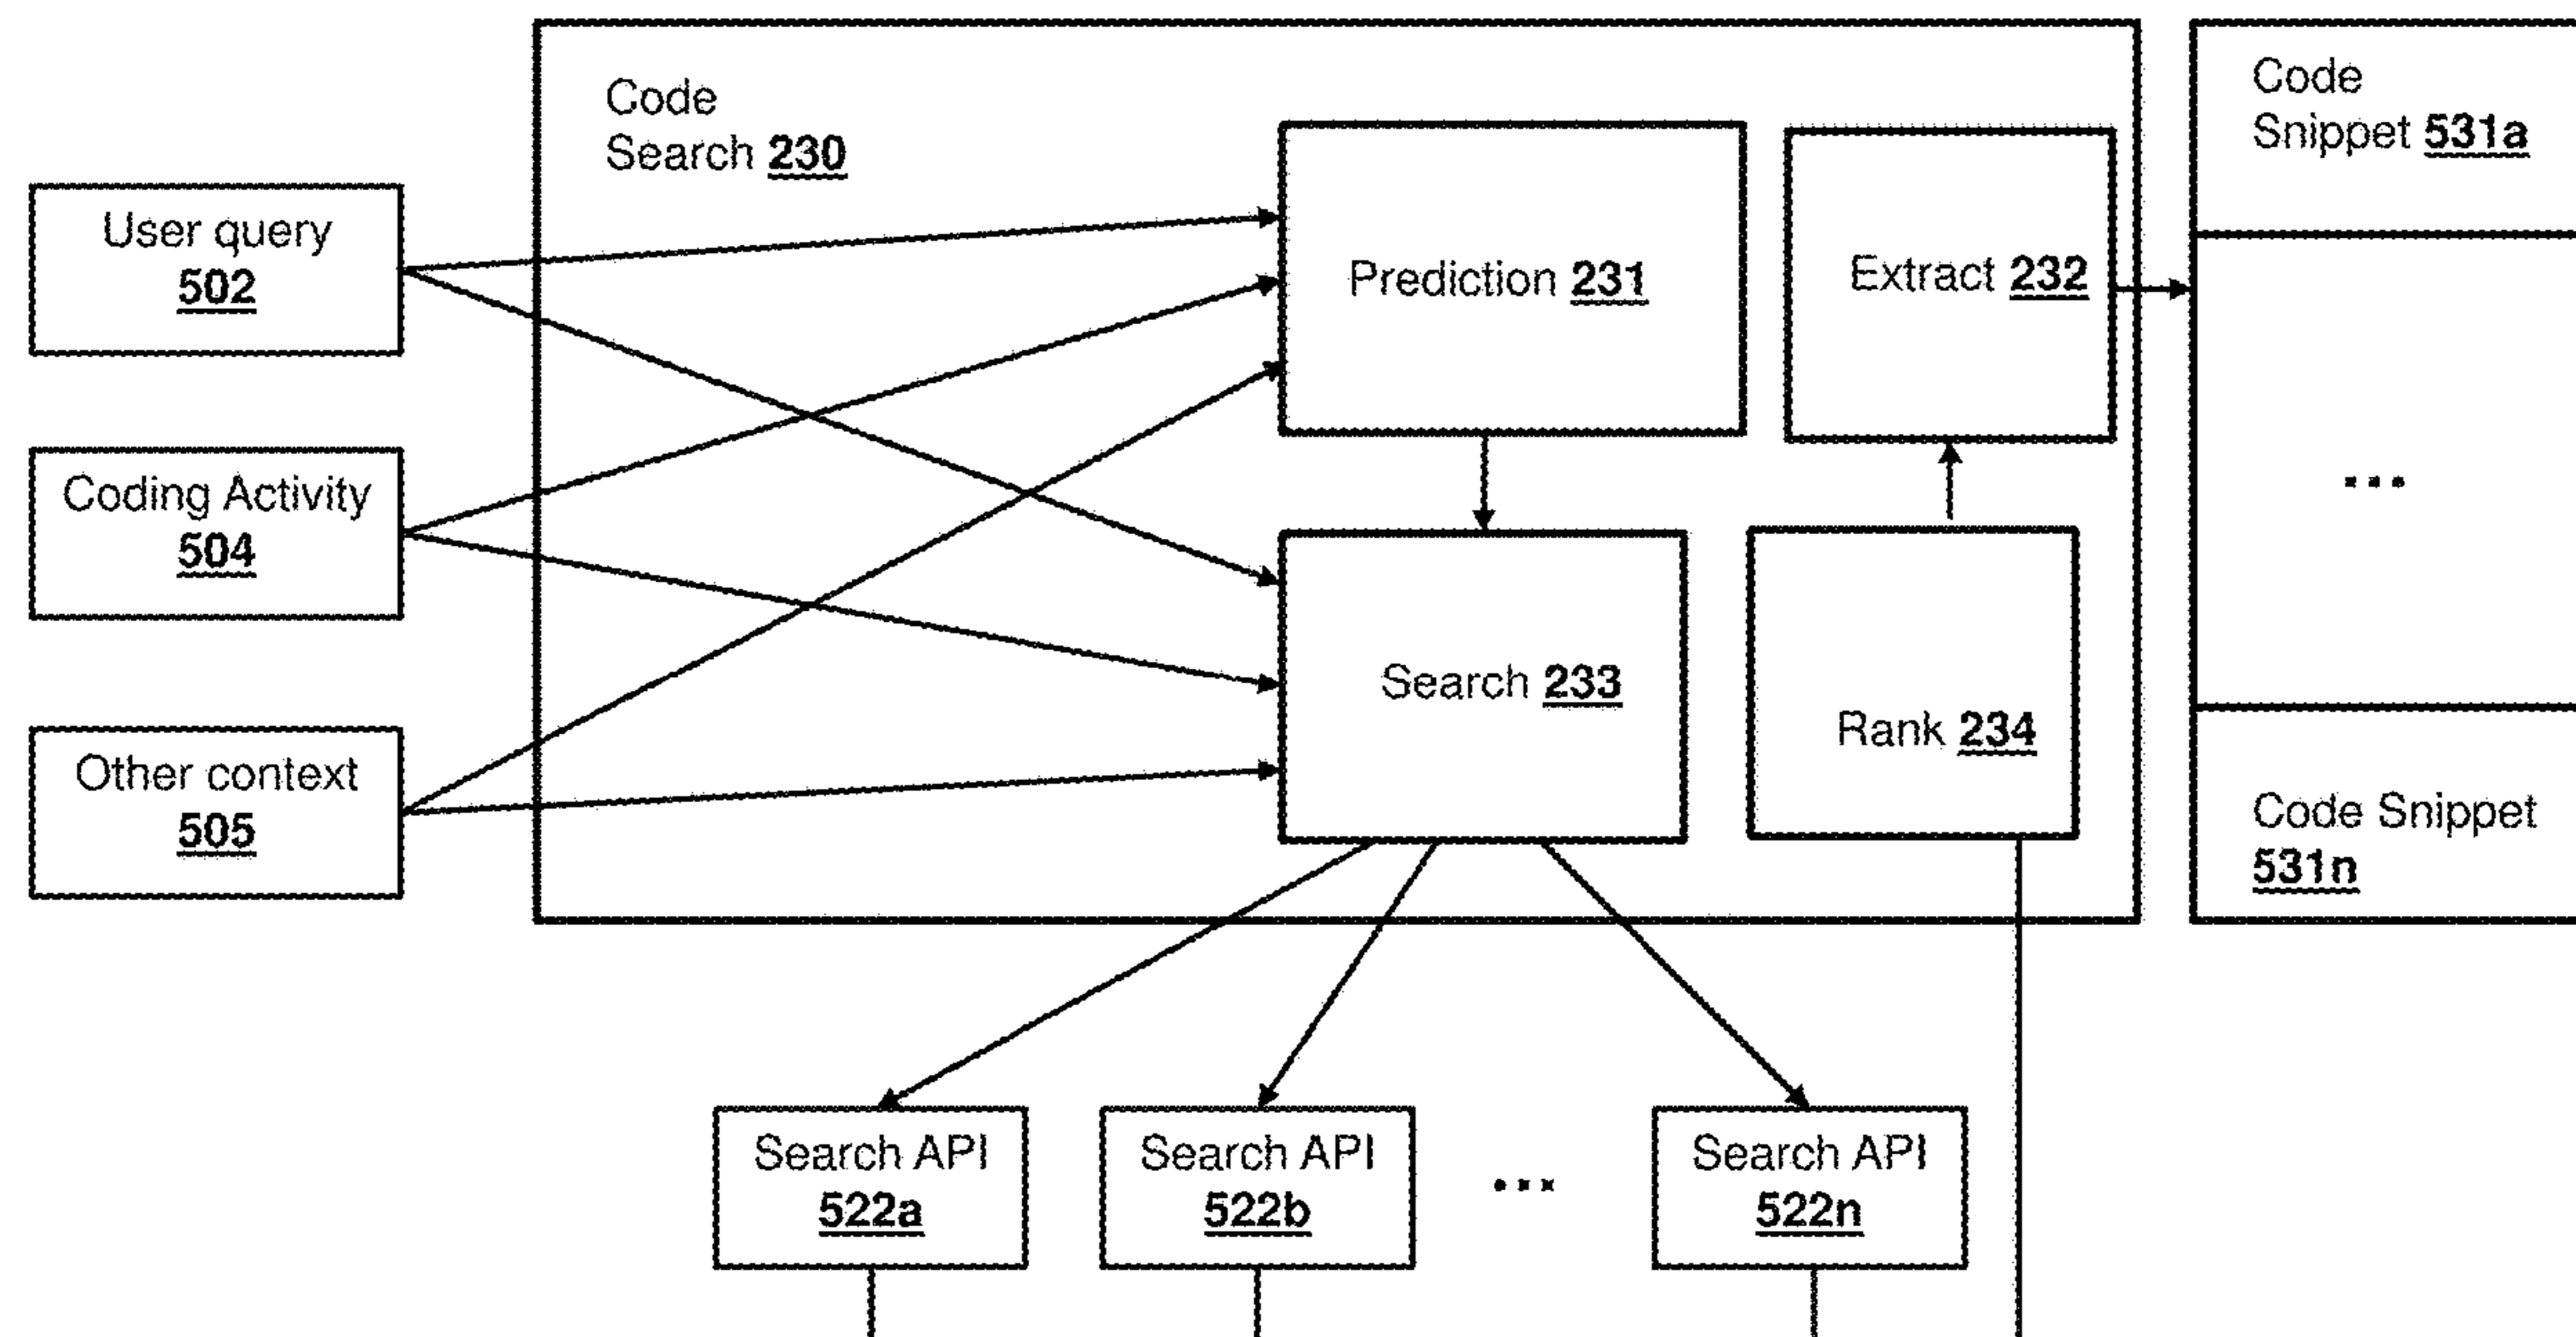 Code
Search 230
User query
502
Coding Activity
504
Other context
505
Prediction 231
Extract 232
Search 233
Rank 234
Code
Snippet 531a
...
Code Snippet
531n
Search API
522a
Search API
522b
...
Search API
522n